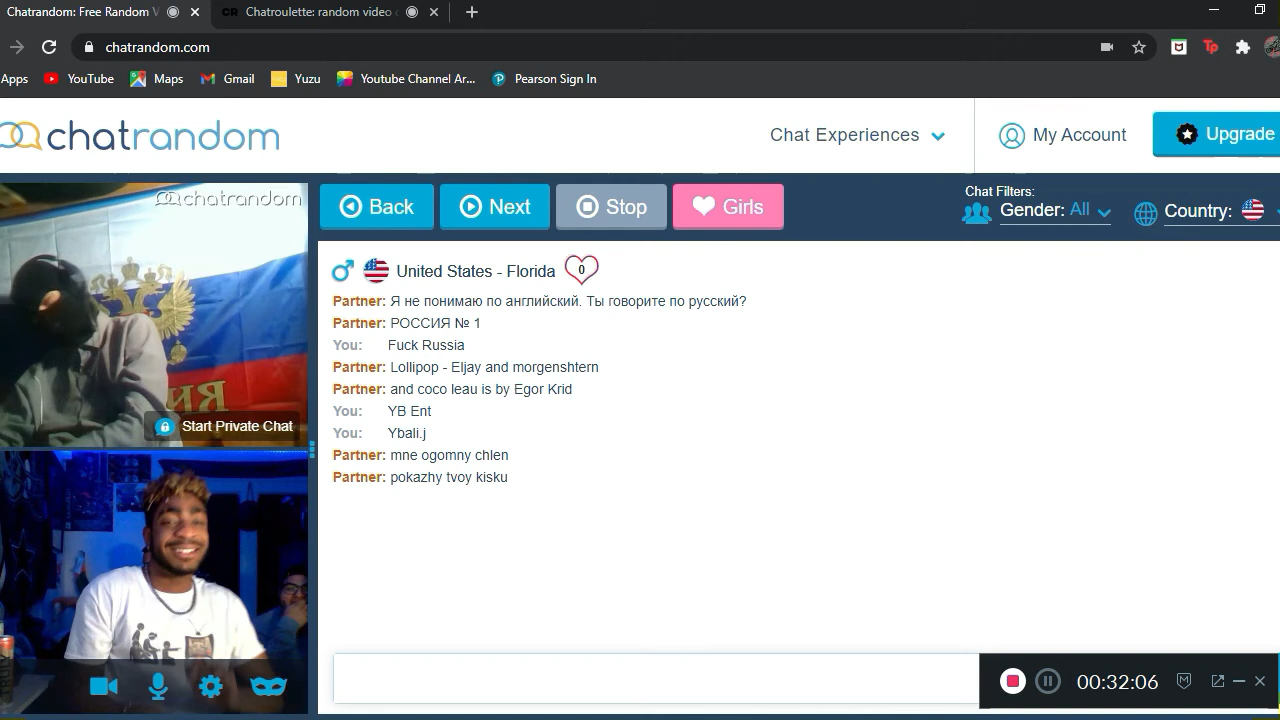 Chatrandom: Free Random V
CR Chatroulette: random video
chatrandom.com
Tp
Apps YouTube Maps Gmail Yuzu Youtube Channel Ar... Pearson Sign In
chatrandom
Chat Experiences My Account Upgrade
chatrandom
Back Next Stop Girls
Chat Filters:
Gender: All Country:
United States - Florida 0
Partner: Я не понимаю по английский. Ты говорите по русский?
Partner: РОССИЯ № 1
You: Fuck Russia
Partner: Lollipop - Eljay and morgenshtern
Partner: and coco leau is by Egor Krid
You: YB Ent
You: Ybali.j
Partner: mne ogomny chlen
Partner: pokazhy tvoy kisku
ИЯ
Start Private Chat
00:32:06